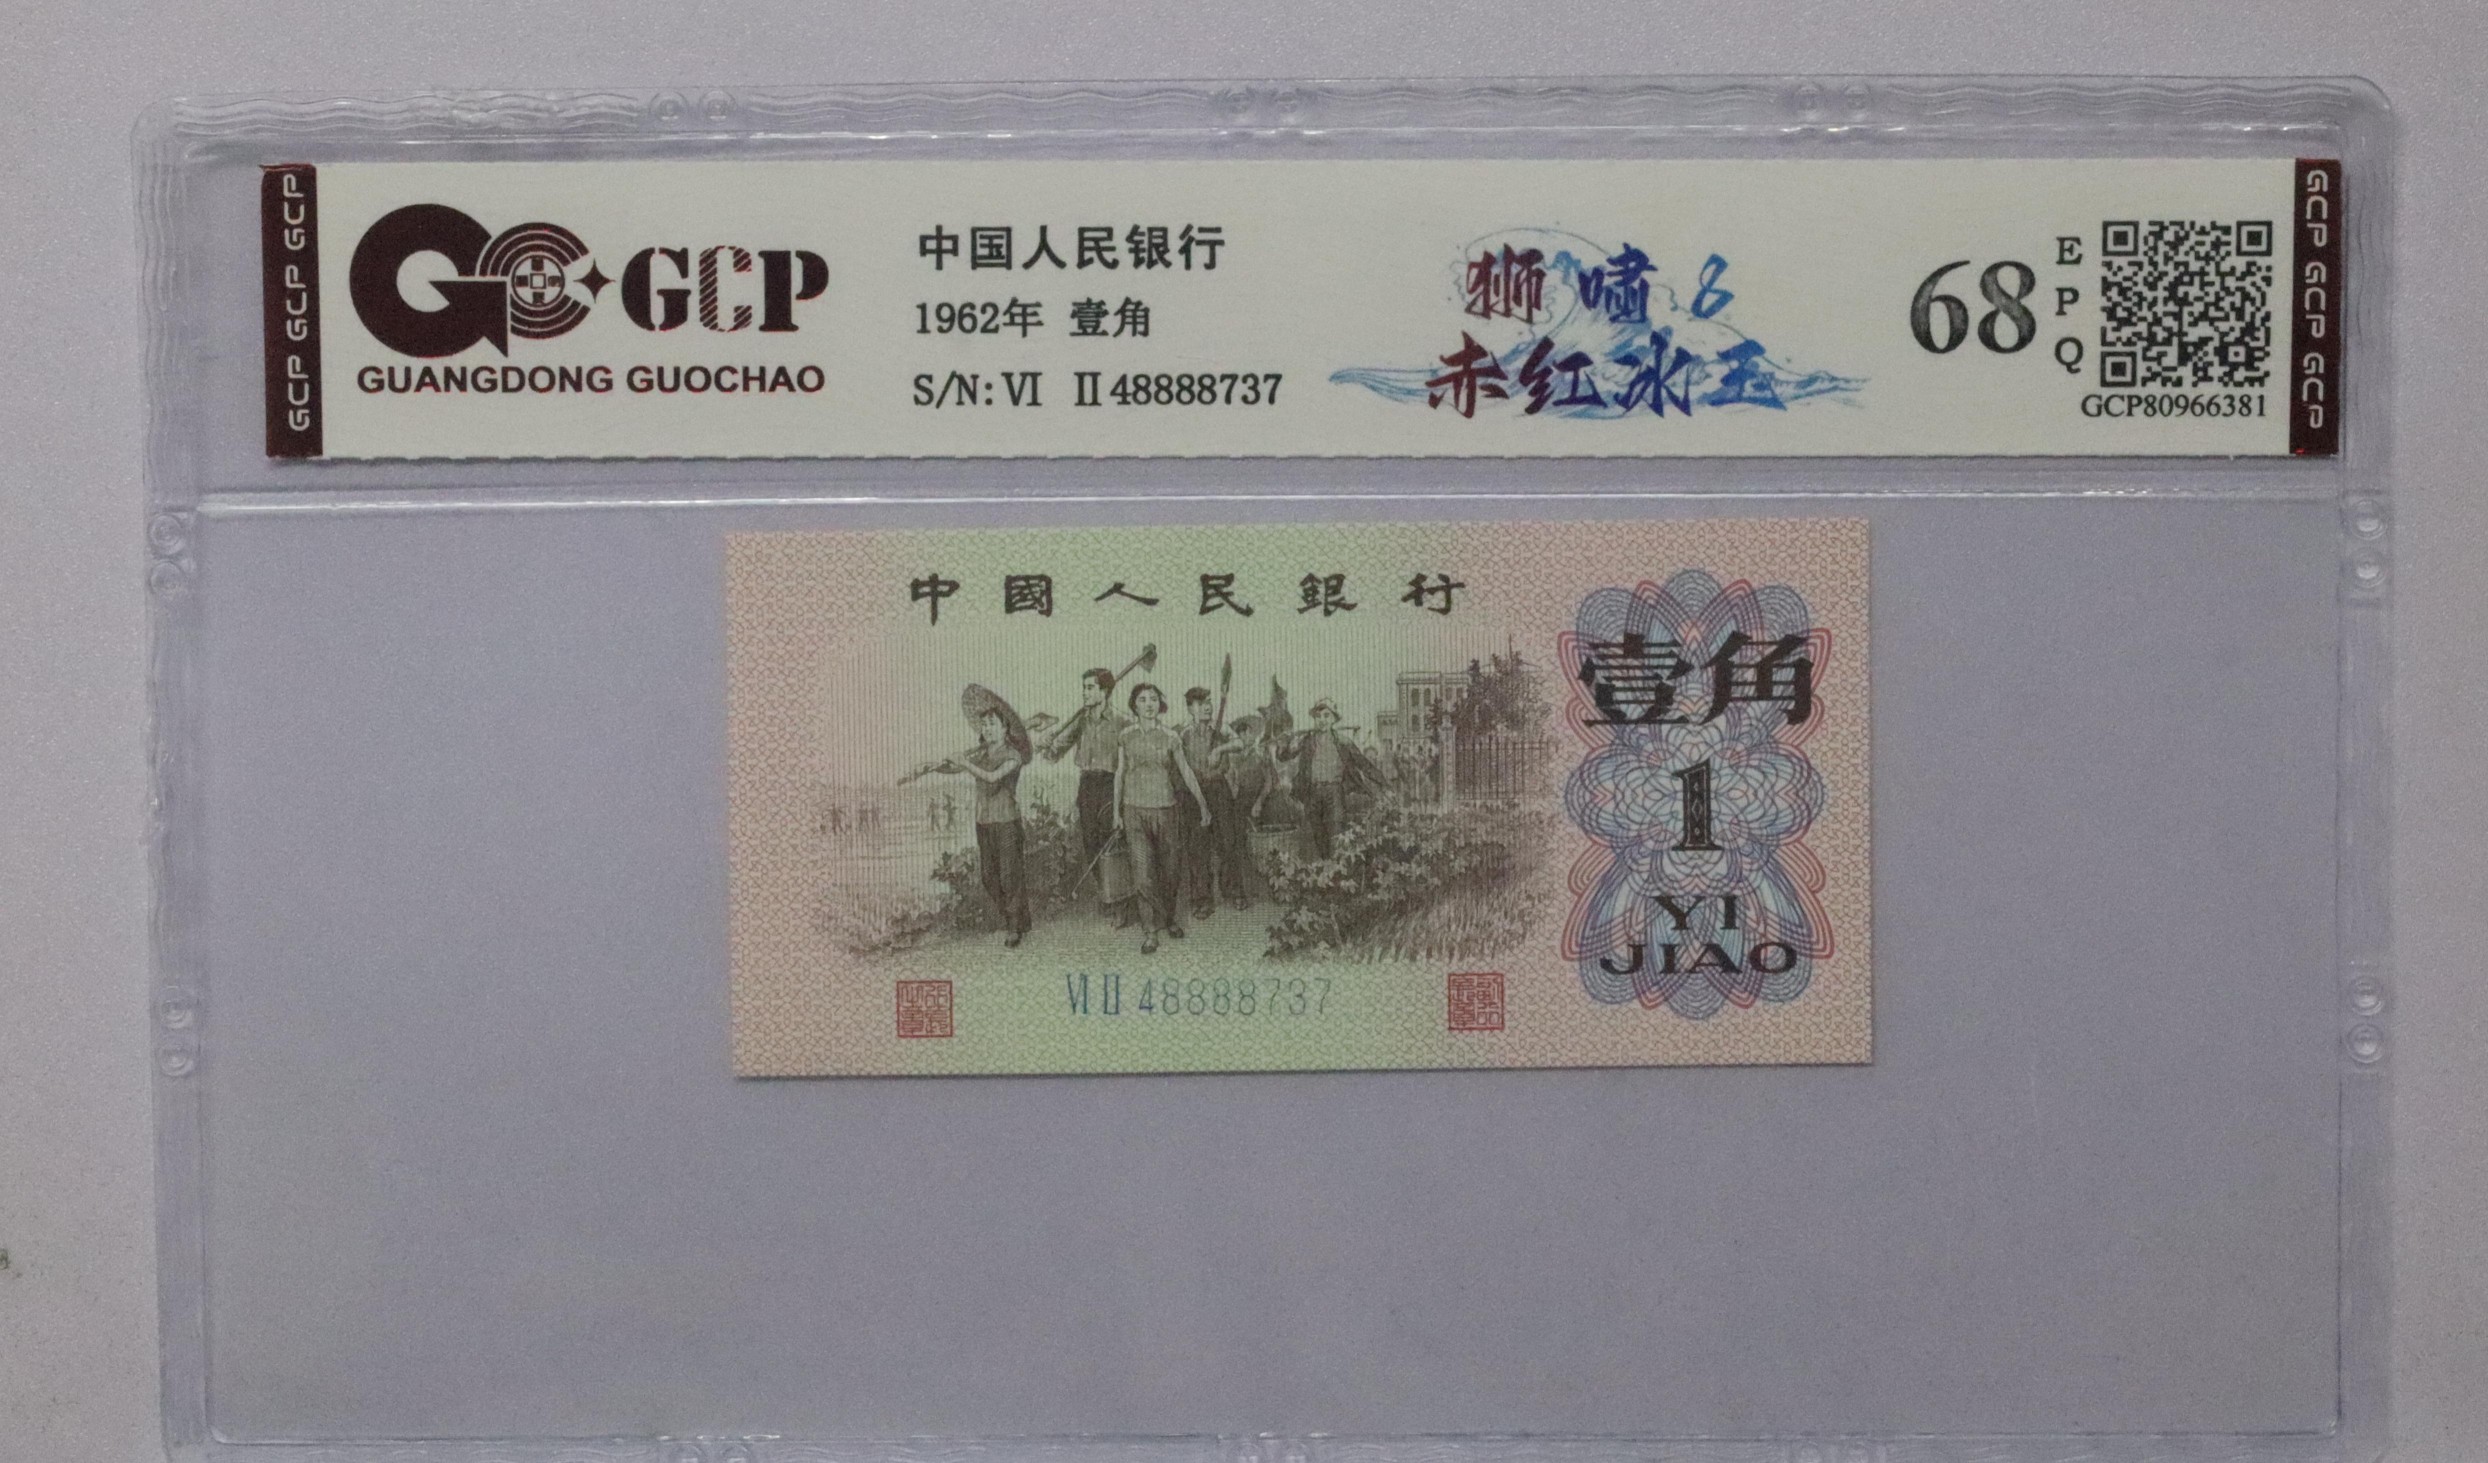 GCP GCP GCP
GCP
GUANGDONG GUOCHAO
中国人民银行
1962年 壹角
S/N: VI II 48888737
狮啸8
赤红冰玉
68
EPQ
GCP80966381
GCP GCP GCP
中國人民銀行
壹角
1
YI
JIAO
VI II 48888737